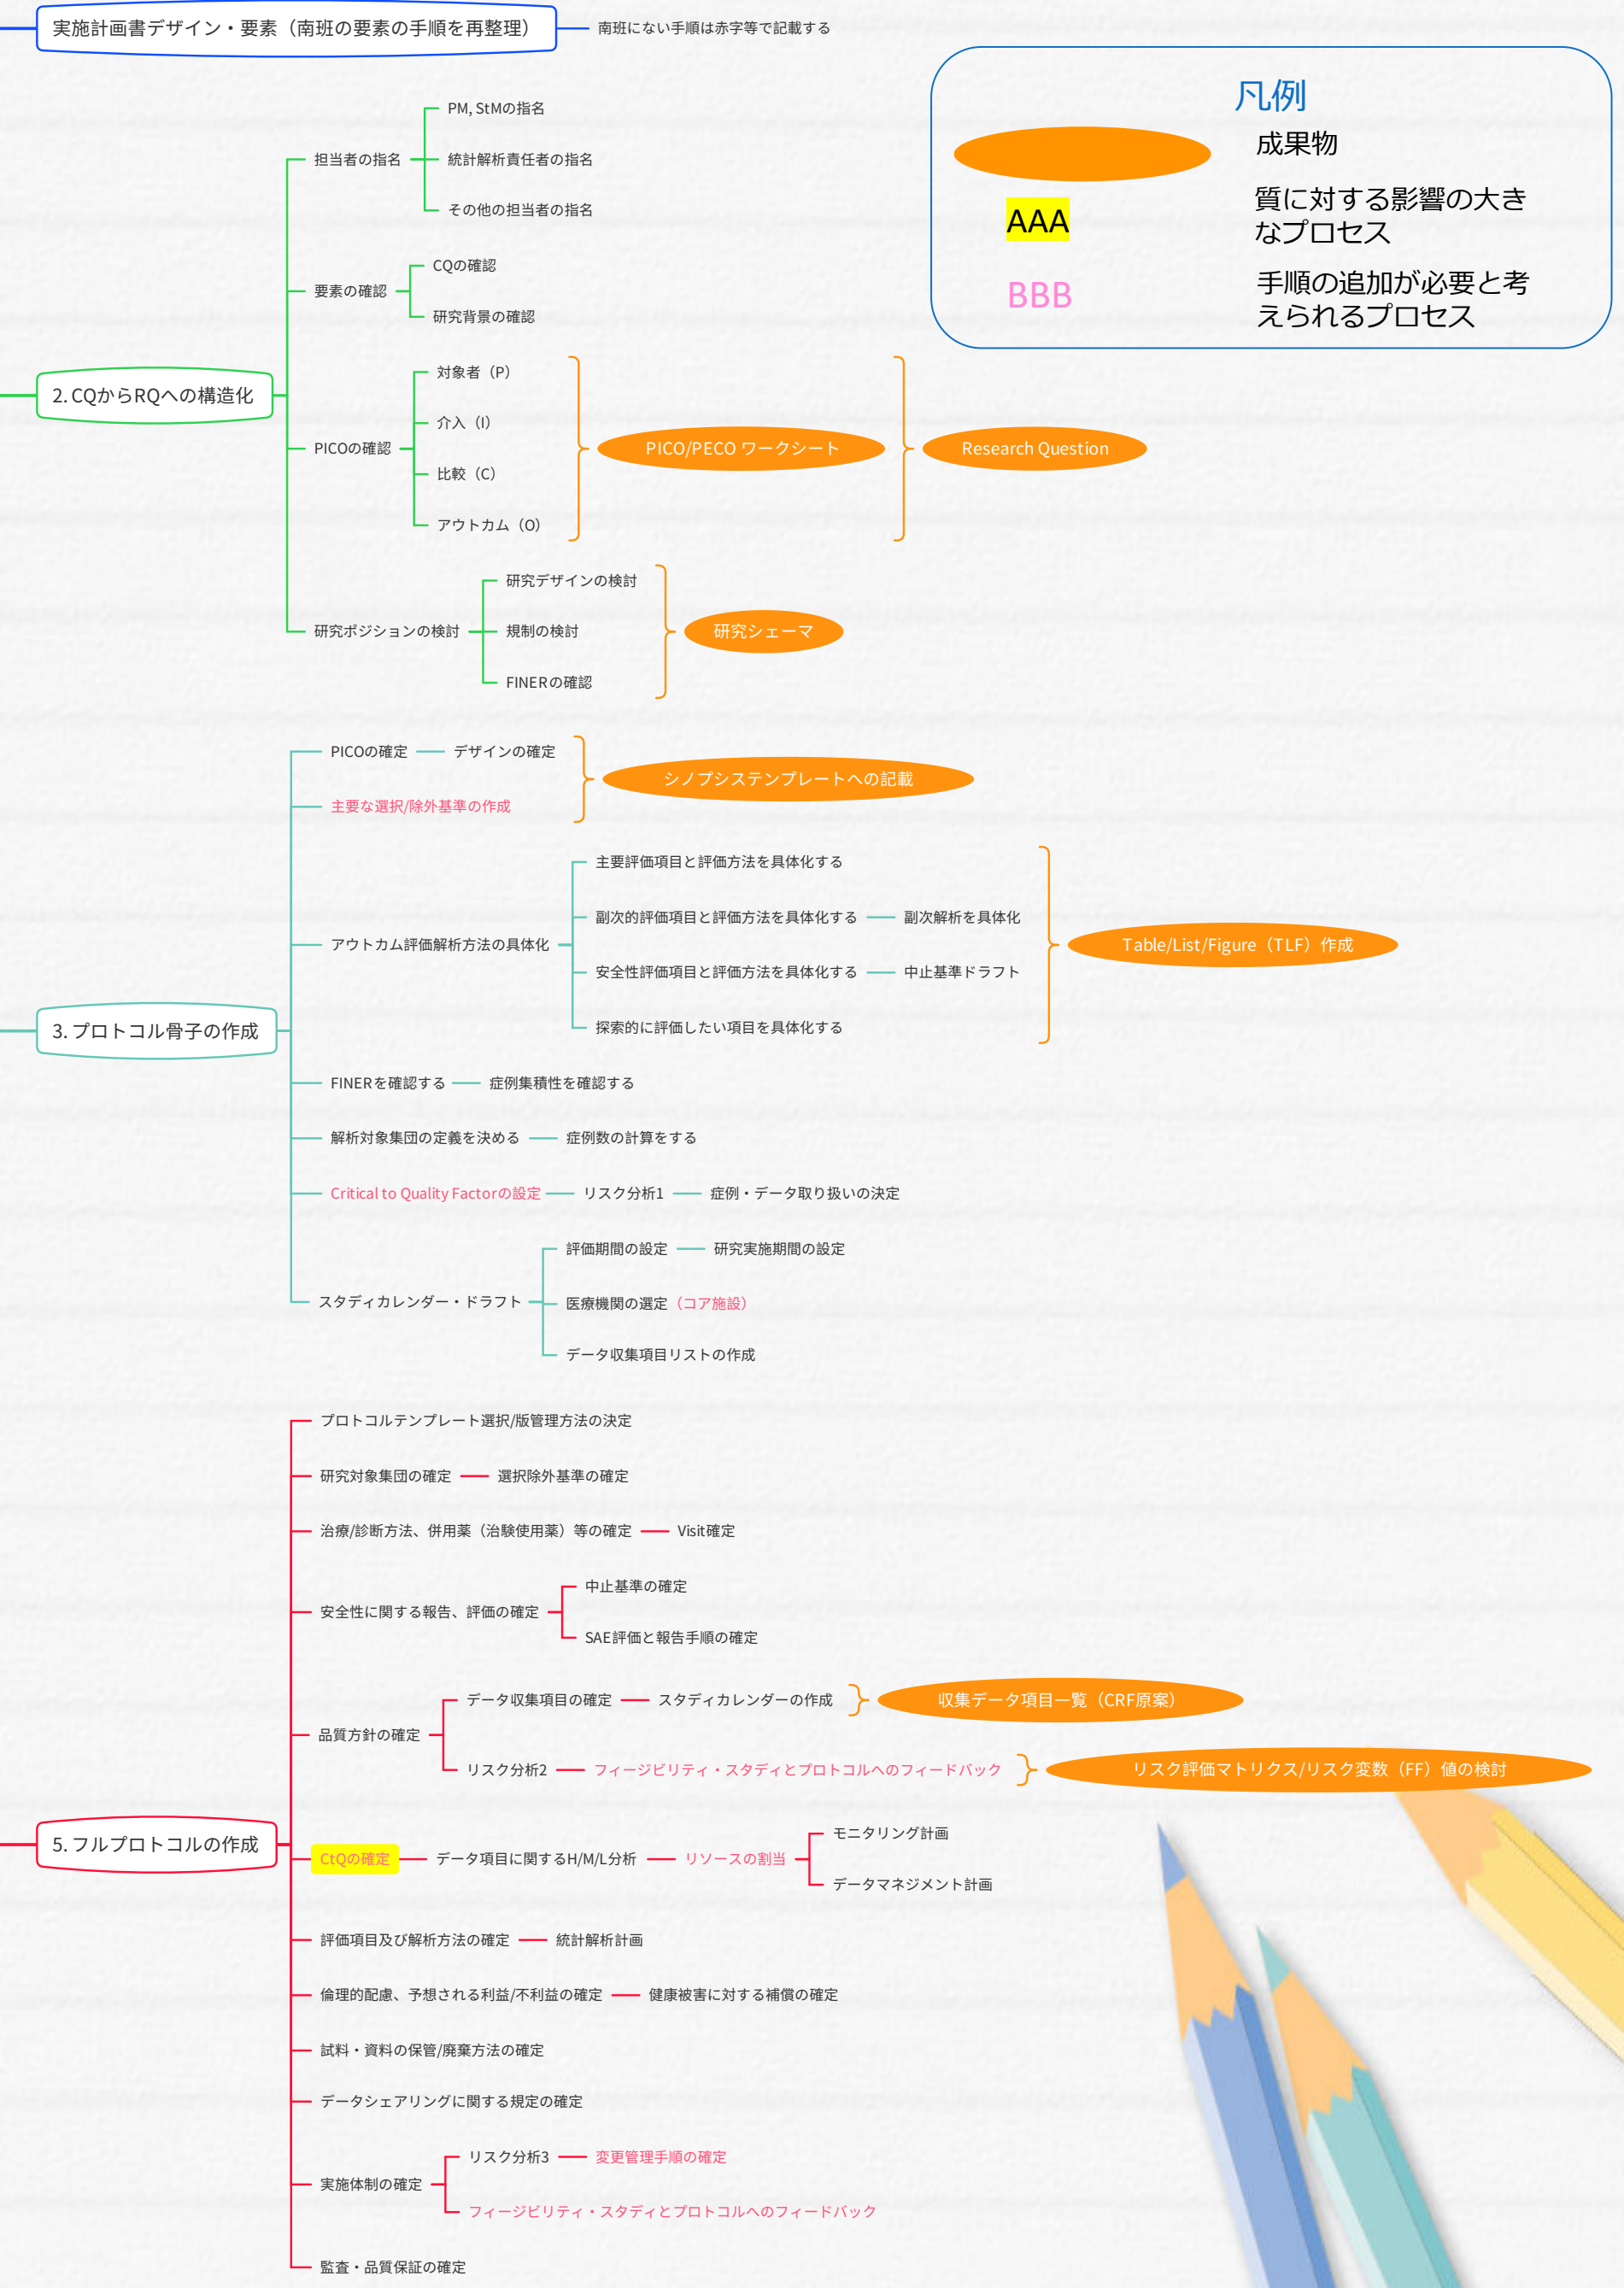 実施計画書デザイン・要素（南班の要素の手順を再整理）
南班にない手順は赤字等で記載する
凡例
成果物
AAA
質に対する影響の大き
なプロセス
BBB
手順の追加が必要と考
えられるプロセス
2. CQからRQへの構造化
担当者の指名
PM, StMの指名
統計解析責任者の指名
その他の担当者の指名
要素の確認
CQの確認
研究背景の確認
PICOの確認
対象者（P）
介入（I）
比較（C）
アウトカム（O）
PICO/PECO ワークシート
Research Question
研究ポジションの検討
研究デザインの検討
規制の検討
FINERの確認
研究シェーマ
3. プロトコル骨子の作成
PICOの確定
デザインの確定
主要な選択/除外基準の作成
シノプシステンプレートへの記載
アウトカム評価解析方法の具体化
主要評価項目と評価方法を具体化する
副次的評価項目と評価方法を具体化する
副次解析を具体化
安全性評価項目と評価方法を具体化する
中止基準ドラフト
探索的に評価したい項目を具体化する
Table/List/Figure（TLF）作成
FINERを確認する
症例集積性を確認する
解析対象集団の定義を決める
症例数の計算をする
Critical to Quality Factorの設定
リスク分析1
症例・データ取り扱いの決定
スタディカレンダー・ドラフト
評価期間の設定
研究実施期間の設定
医療機関の選定（コア施設）
データ収集項目リストの作成
5. フルプロトコルの作成
プロトコルテンプレート選択/版管理方法の決定
研究対象集団の確定
選択除外基準の確定
治療/診断方法、併用薬（治験使用薬）等の確定
Visit確定
安全性に関する報告、評価の確定
中止基準の確定
SAE評価と報告手順の確定
品質方針の確定
データ収集項目の確定
スタディカレンダーの作成
収集データ項目一覧（CRF原案）
リスク分析2
フィージビリティ・スタディとプロトコルへのフィードバック
リスク評価マトリクス/リスク変数（FF）値の検討
CtQの確定
データ項目に関するH/M/L分析
リソースの割当
モニタリング計画
データマネジメント計画
評価項目及び解析方法の確定
統計解析計画
倫理的配慮、予想される利益/不利益の確定
健康被害に対する補償の確定
試料・資料の保管/廃棄方法の確定
データシェアリングに関する規定の確定
実施体制の確定
リスク分析3
変更管理手順の確定
フィージビリティ・スタディとプロトコルへのフィードバック
監査・品質保証の確定